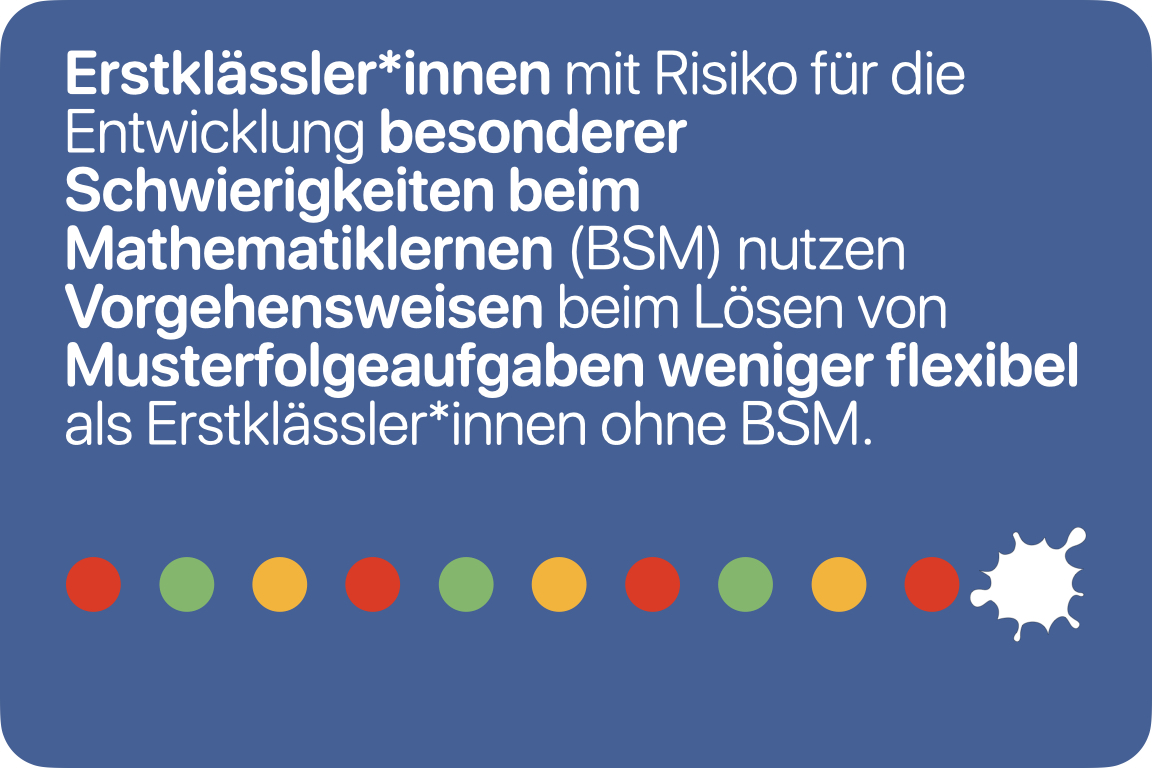 Erstklässler*innen mit Risiko für die
Entwicklung besonderer
Schwierigkeiten beim
Mathematiklernen (BSM) nutzen
Vorgehensweisen beim Lösen von
Musterfolgeaufgaben weniger flexibel
als Erstklässler*innen ohne BSM.